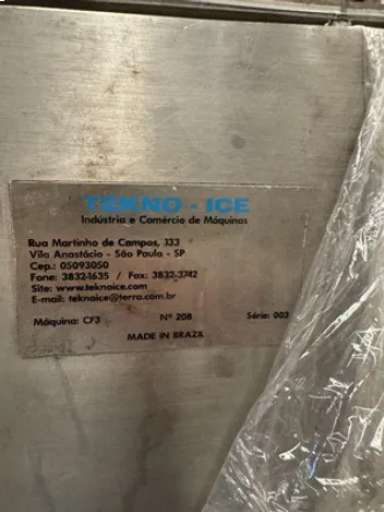 TEKNO - ICE
Indústria e Comércio de Máquinas
Rua Martinho de Campos, 333
Vila Anastácio - São Paulo - SP
Cep.: 05093050
Fone: 3832-1635 / Fax: 3832-3742
Site: www.teknoice.com
E-mail: teknoice@terra.com.br
Máquina: CF3 Nº 208 Série: 003
MADE IN BRAZIL